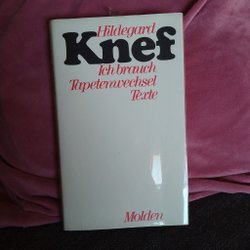 Hildegard
Knef
Ich brauch
Tapetenwechsel
Texte
Molden